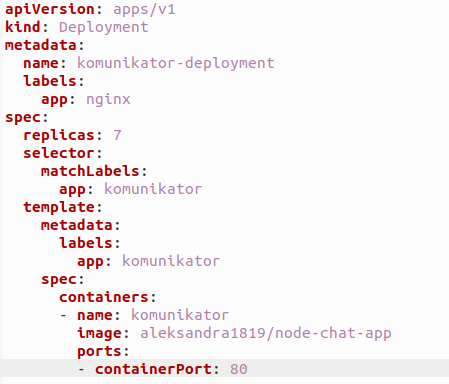 apiVersion: apps/v1
kind: Deployment
metadata:
  name: komunikator-deployment
  labels:
    app: nginx
spec:
  replicas: 7
  selector:
    matchLabels:
      app: komunikator
  template:
    metadata:
      labels:
        app: komunikator
    spec:
      containers:
      - name: komunikator
        image: aleksandra1819/node-chat-app
        ports:
        - containerPort: 80